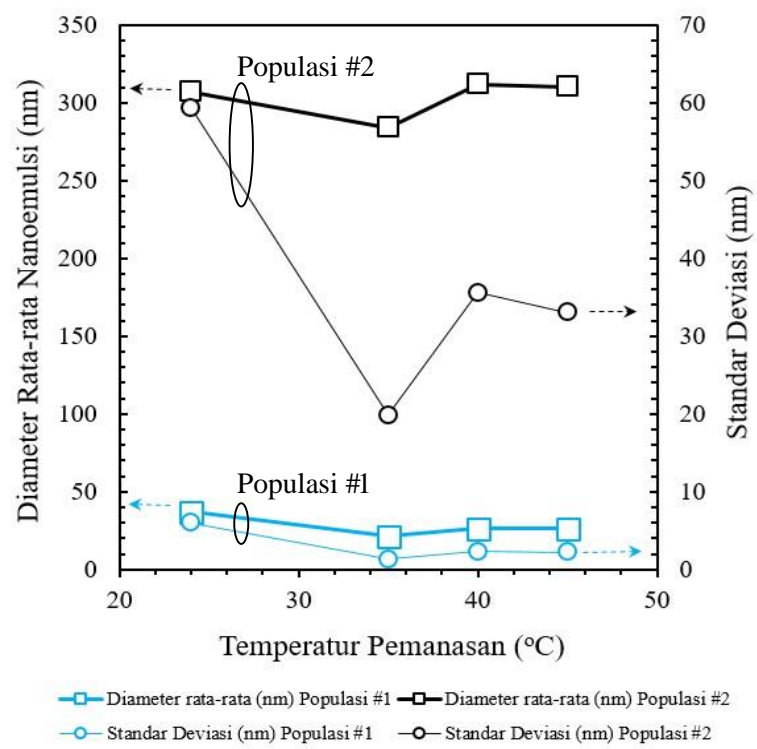 Diameter Rata-rata Nanoemulsi (nm)
350
300
250
200
150
100
50
0
Populasi #2
Populasi #1
70
60
50
40
30
20
10
0
Standar Deviasi (nm)
20 30 40 50
Temperatur Pemanasan (°C)
Diameter rata-rata (nm) Populasi #1 Diameter rata-rata (nm) Populasi #2
Standar Deviasi (nm) Populasi #1 Standar Deviasi (nm) Populasi #2